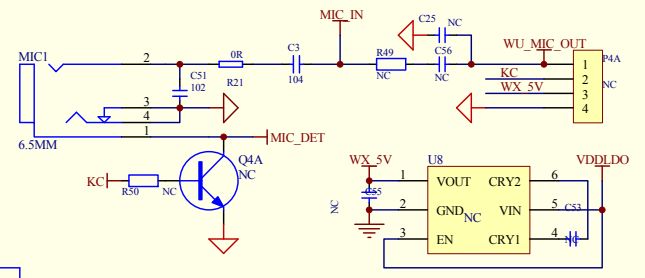 MIC_IN
C25
NC
MIC1
2
0R
C3
R49
C56
WU_MIC_OUT
P4A
C51
102
R21
104
NC
NC
1
KC
2
NC
WX_5V
3
3
4
4
1
6.5MM
MIC_DET
Q4A
NC
KC
R50
NC
WX_5V
U8
VDDLDO
1
VOUT
CRY2
6
C55
NC
2
GND
NC
VIN
5
C53
3
EN
CRY1
4
NC